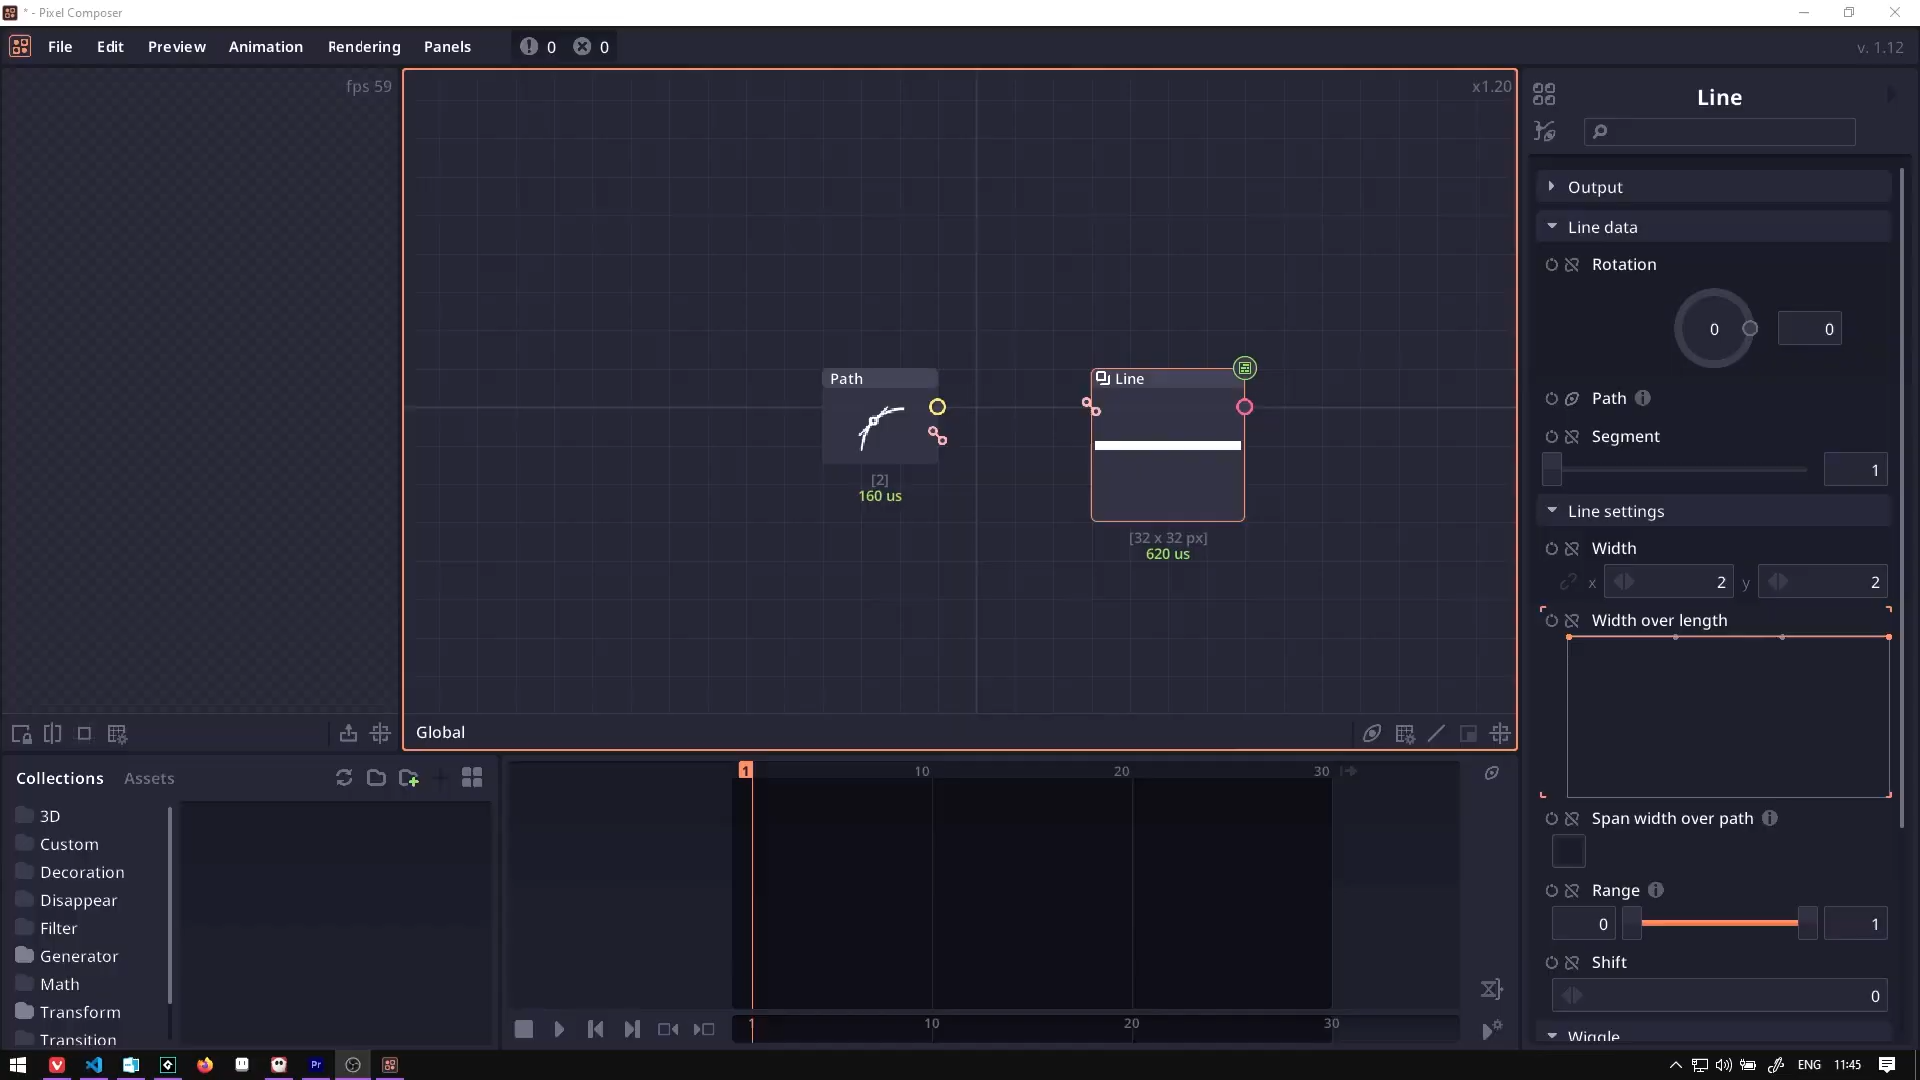 * - Pixel Composer
File Edit Preview Animation Rendering Panels 0 0 v. 1.12
fps 59
x1.20
Line
Output
Line data
Rotation
0 0
Path
Segment
1
Line settings
Width
x 2 y 2
Width over length
Span width over path
Range
0 1
Shift
0
Wiggle
Path
[2]
160 us
Line
[32 x 32 px]
620 us
Global
Collections Assets
3D
Custom
Decoration
Disappear
Filter
Generator
Math
Transform
Transition
1 10 20 30
1 10 20 30
Pr
ENG 11:45